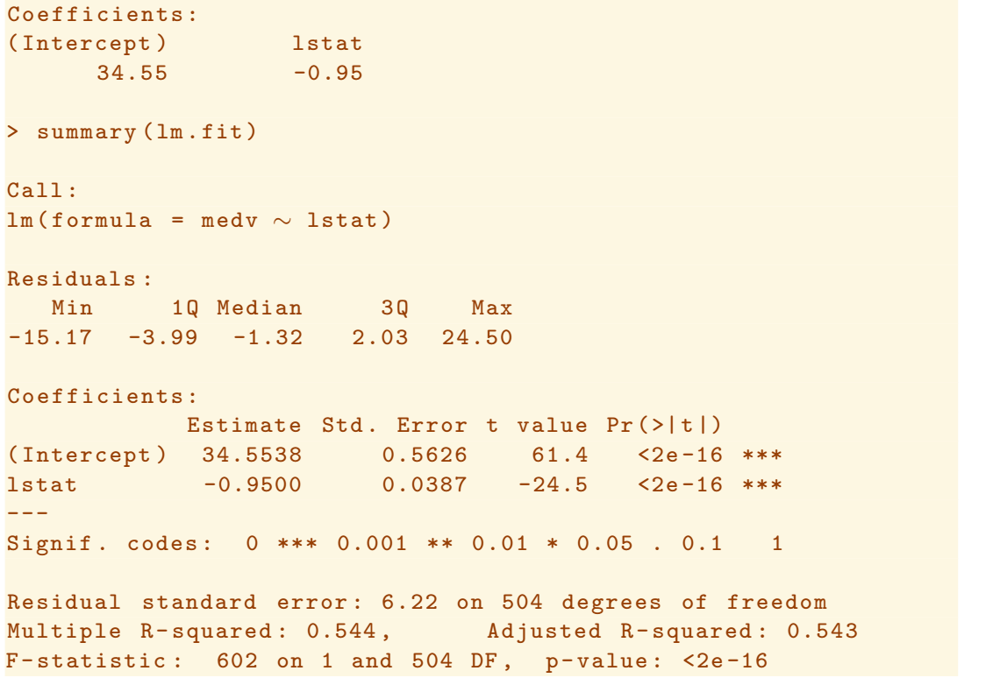 Coefficients:
(Intercept)        lstat
      34.55        -0.95
> summary(lm.fit)
Call:
lm(formula = medv ∼ lstat)
Residuals:
   Min     1Q Median     3Q    Max
-15.17  -3.99  -1.32   2.03  24.50
Coefficients:
            Estimate Std. Error t value Pr(>|t|)
(Intercept)  34.5538     0.5626    61.4   <2e-16 ***
lstat        -0.9500     0.0387   -24.5   <2e-16 ***
---
Signif. codes:  0 *** 0.001 ** 0.01 * 0.05 . 0.1   1
Residual standard error: 6.22 on 504 degrees of freedom
Multiple R-squared: 0.544,     Adjusted R-squared: 0.543
F-statistic:  602 on 1 and 504 DF,  p-value: <2e-16